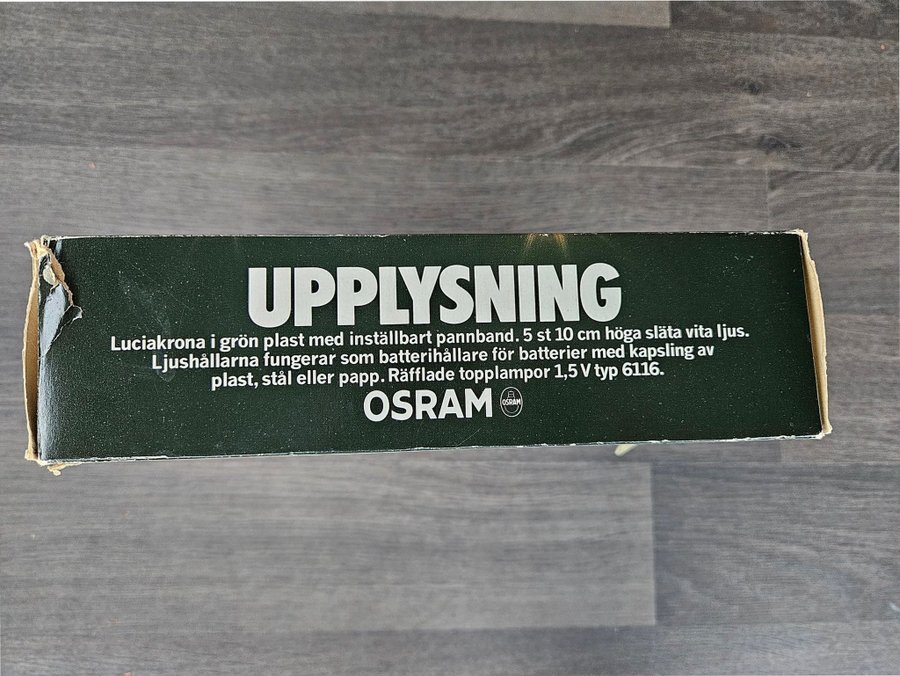 UPPLYSNING
Luciakrona i grön plast med inställbart pannband. 5 st 10 cm höga släta vita ljus.
Ljushållarna fungerar som batterihållare för batterier med kapsling av
plast, stål eller papp. Räfflade topplampor 1,5 V typ 6116.
OSRAM OSRAM